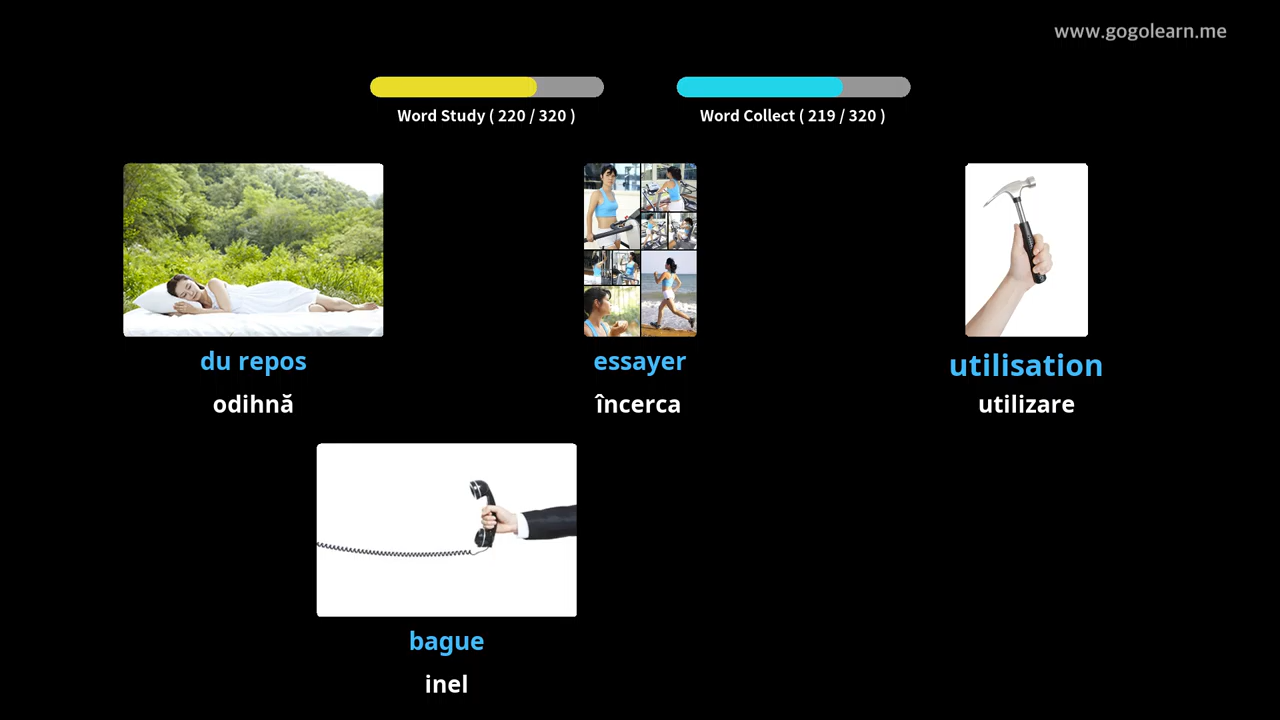 www.gogolearn.me
Word Study ( 220 / 320 )
Word Collect ( 219 / 320 )
du repos
odihnă
essayer
încerca
utilisation
utilizare
bague
inel